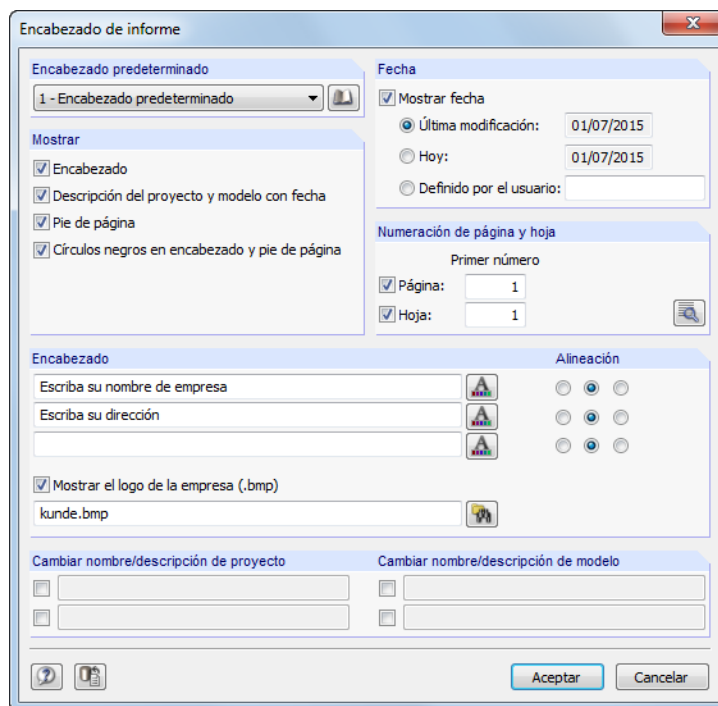 Encabezado de informe
Encabezado predeterminado
1 - Encabezado predeterminado
Mostrar
Encabezado
Descripción del proyecto y modelo con fecha
Pie de página
Círculos negros en encabezado y pie de página
Fecha
Mostrar fecha
Última modificación: 01/07/2015
Hoy: 01/07/2015
Definido por el usuario:
Numeración de página y hoja
Primer número
Página: 1
Hoja: 1
Encabezado Alineación
Escriba su nombre de empresa
Escriba su dirección
Mostrar el logo de la empresa (.bmp)
kunde.bmp
Cambiar nombre/descripción de proyecto
Cambiar nombre/descripción de modelo
Aceptar Cancelar